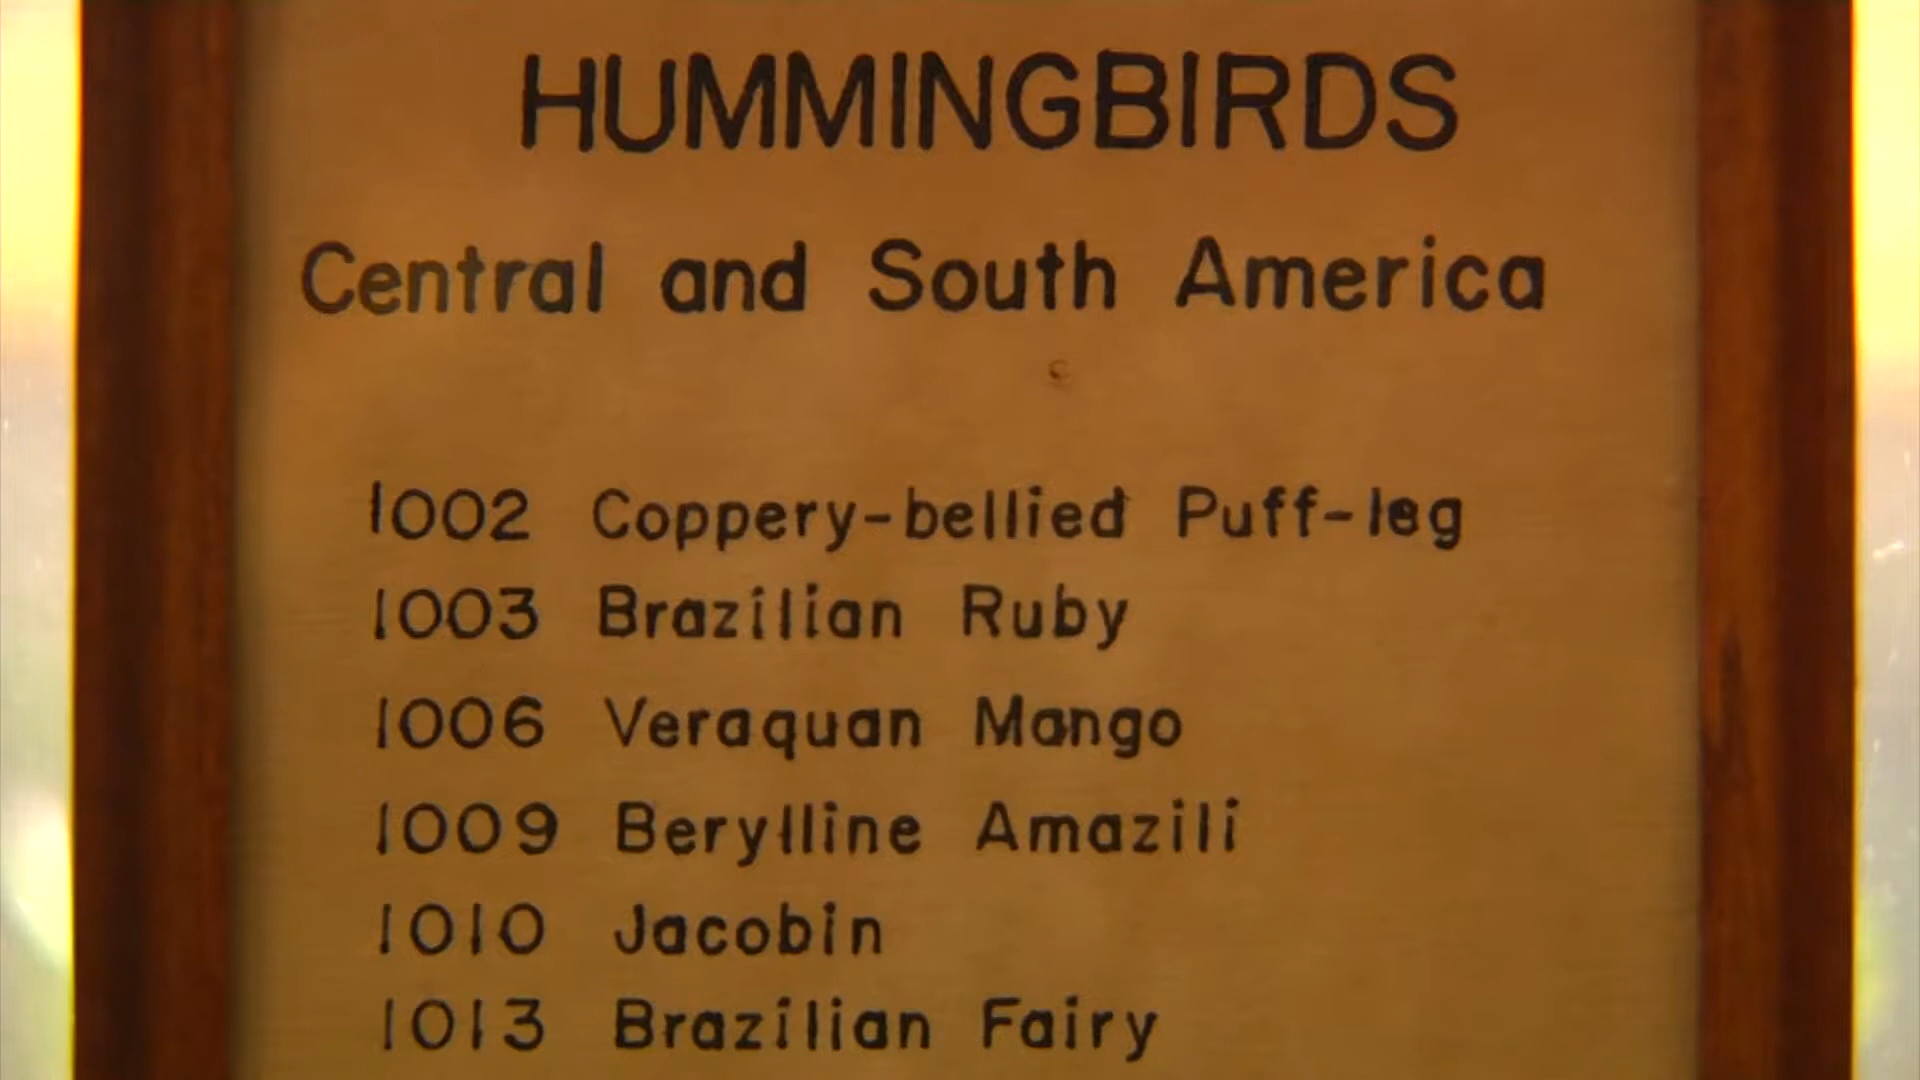 HUMMINGBIRDS
Central and South America
1002 Coppery-bellied Puff-leg
1003 Brazilian Ruby
1006 Veraquan Mango
1009 Berylline Amazili
1010 Jacobin
1013 Brazilian Fairy